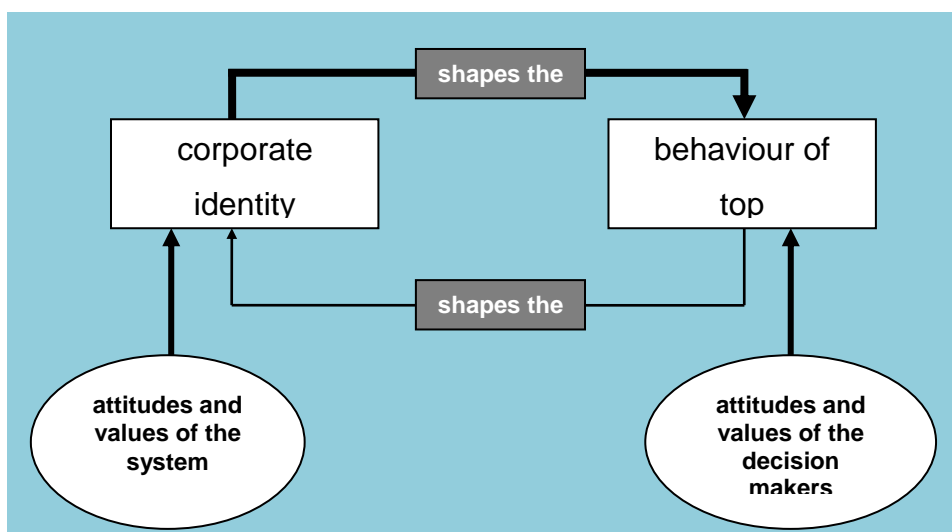 shapes the
corporate
identity
behaviour of
top
shapes the
attitudes and
values of the
system
attitudes and
values of the
decision
makers